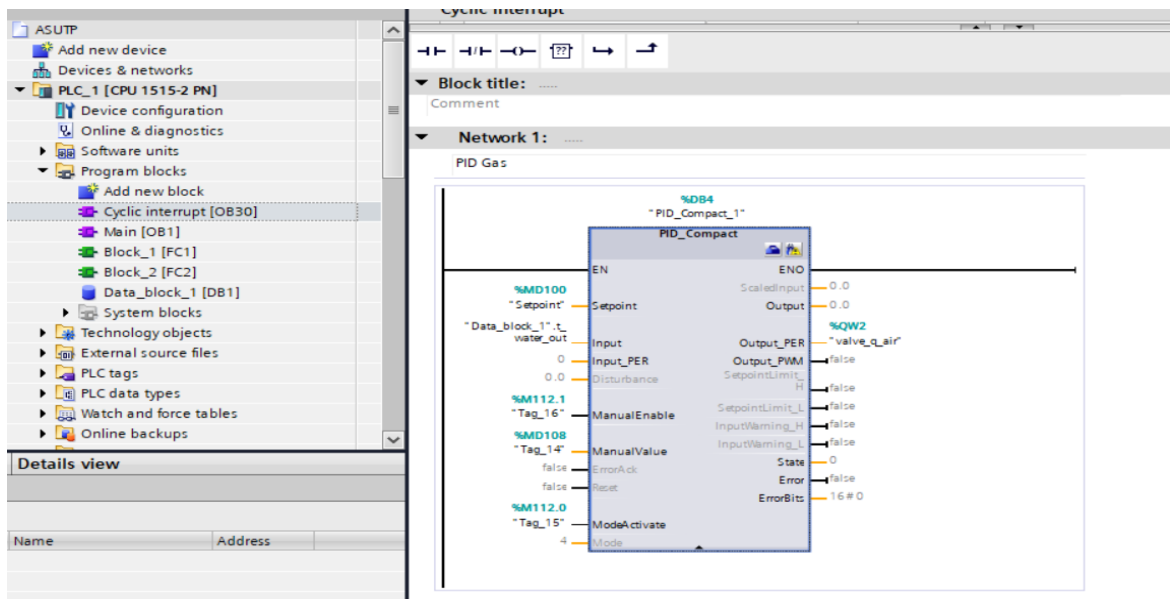 ASUTP
Add new device
Devices & networks
PLC_1 [CPU 1515-2 PN]
Device configuration
Online & diagnostics
Software units
Program blocks
Add new block
Cyclic interrupt [OB30]
Main [OB1]
Block_1 [FC1]
Block_2 [FC2]
Data_block_1 [DB1]
System blocks
Technology objects
External source files
PLC tags
PLC data types
Watch and force tables
Online backups
Details view
Name Address
Cyclic interrupt
??
Block title: .....
Comment
Network 1: .....
PID Gas
%DB4
"PID_Compact_1"
PID_Compact
EN ENO
ScaledInput 0.0
%MD100
"Setpoint" Setpoint Output 0.0
"Data_block_1".t_
water_out Input
%QW2
Output_PER "valve_q_air"
0 Input_PER Output_PWM false
0.0 Disturbance SetpointLimit_
H false
%M112.1
"Tag_16" ManualEnable SetpointLimit_L false
InputWarning_H false
%MD108
"Tag_14" ManualValue InputWarning_L false
false ErrorAck State 0
false Reset Error false
ErrorBits 16#0
%M112.0
"Tag_15" ModeActivate
4 Mode